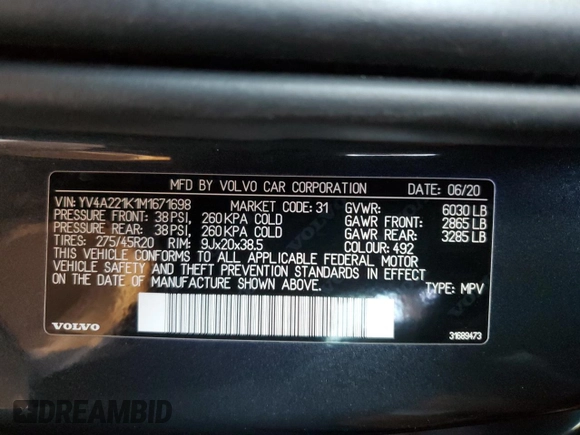 MFD BY VOLVO CAR CORPORATION DATE: 06/20
VIN: YV4A221K1M1671698 MARKET CODE: 31 GVWR: 6030 LB
PRESSURE FRONT: 38 PSI, 260 KPA COLD GAWR FRONT: 2865 LB
PRESSURE REAR: 38 PSI, 260 KPA COLD GAWR REAR: 3285 LB
TIRES: 275/45R20 RIM: 9Jx20x38.5 COLOUR: 492
THIS VEHICLE CONFORMS TO ALL APPLICABLE FEDERAL MOTOR
VEHICLE SAFETY AND THEFT PREVENTION STANDARDS IN EFFECT
ON THE DATE OF MANUFACTURE SHOWN ABOVE. TYPE: MPV
VOLVO 31689473
DREAMBID